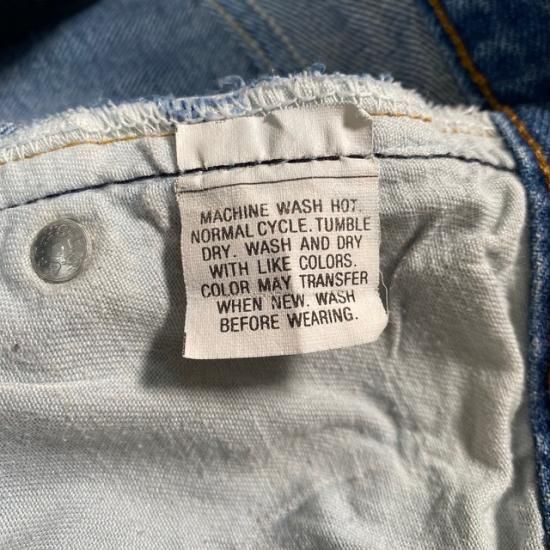 MACHINE WASH HOT.
NORMAL CYCLE. TUMBLE
DRY. WASH AND DRY
WITH LIKE COLORS.
COLOR MAY TRANSFER
WHEN NEW. WASH
BEFORE WEARING.